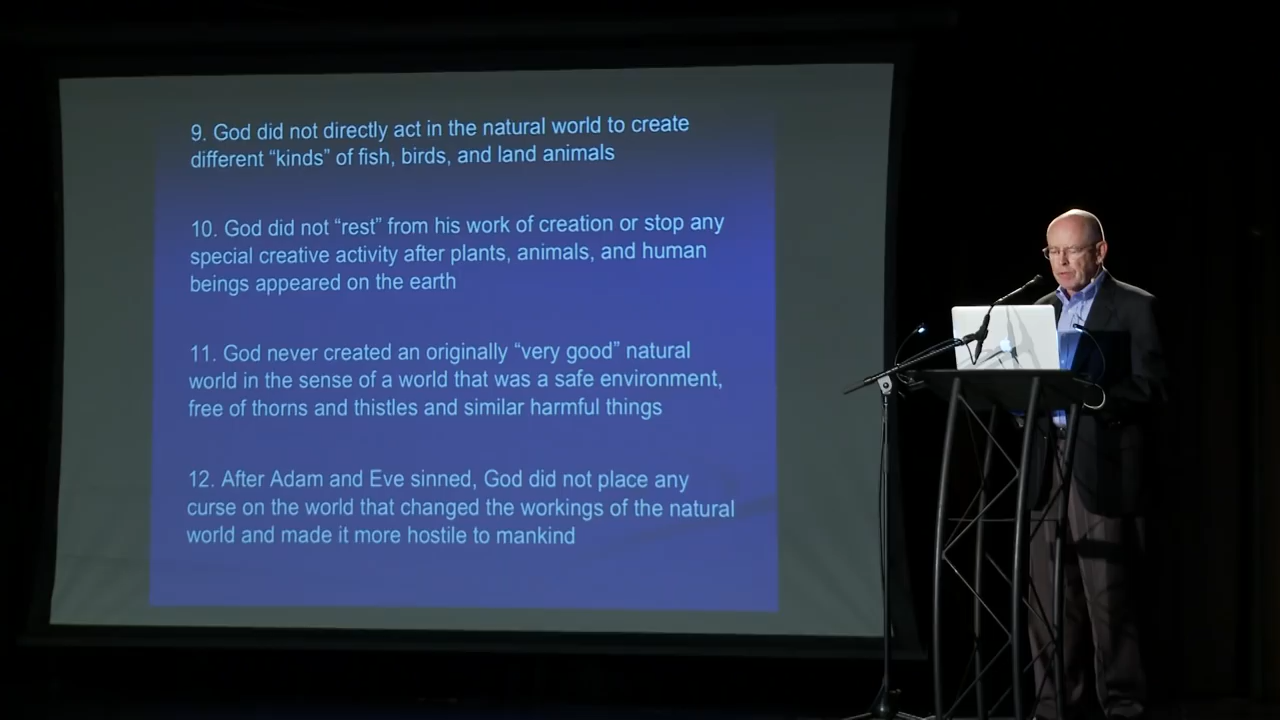 9. God did not directly act in the natural world to create
different “kinds” of fish, birds, and land animals
10. God did not “rest” from his work of creation or stop any
special creative activity after plants, animals, and human
beings appeared on the earth
11. God never created an originally “very good” natural
world in the sense of a world that was a safe environment,
free of thorns and thistles and similar harmful things
12. After Adam and Eve sinned, God did not place any
curse on the world that changed the workings of the natural
world and made it more hostile to mankind